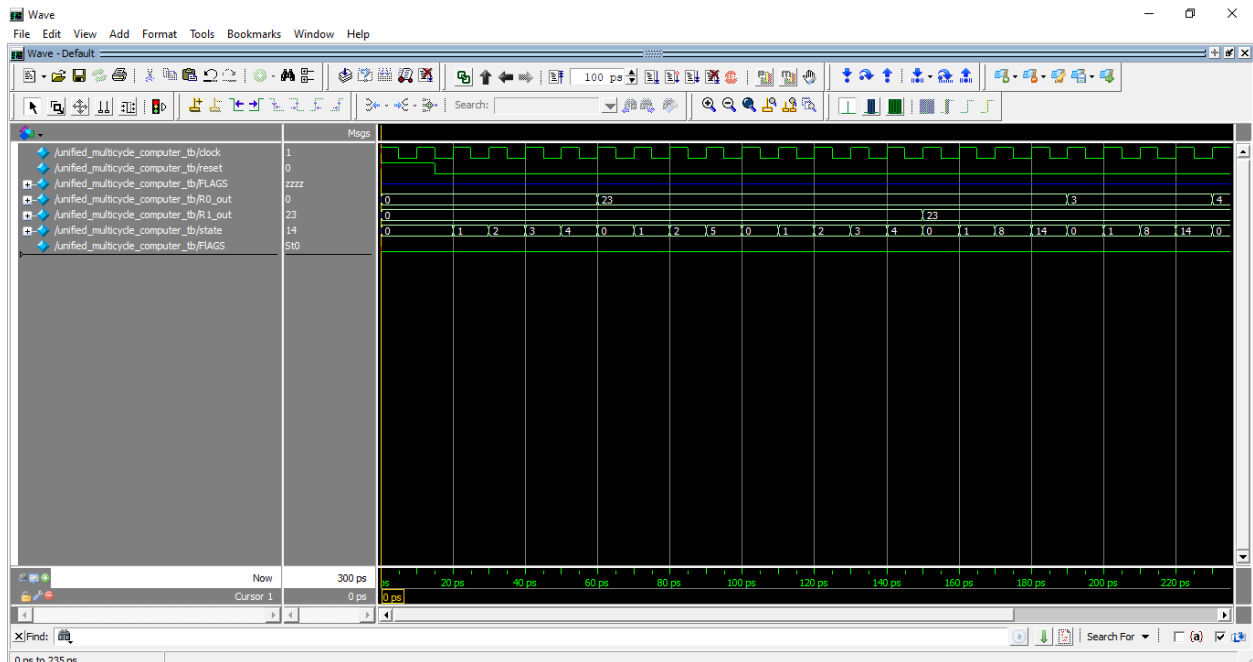 Wave
File Edit View Add Format Tools Bookmarks Window Help
Wave - Default
100 ps
Search:
Msgs
/unified_multicycle_computer_tb/clock 1
/unified_multicycle_computer_tb/reset 0
/unified_multicycle_computer_tb/FLAGS zzzz
/unified_multicycle_computer_tb/R0_out 0 0 23 3 4
/unified_multicycle_computer_tb/R1_out 23 0 23
/unified_multicycle_computer_tb/state 14 0 1 2 3 4 0 1 2 5 0 1 2 3 4 0 1 8 14 0 1 8 14 0
/unified_multicycle_computer_tb/FlAGS St0
Now 300 ps ps 20 ps 40 ps 60 ps 80 ps 100 ps 120 ps 140 ps 160 ps 180 ps 200 ps 220 ps
Cursor 1 0 ps 0 ps
Find: Search For (a)
0 ps to 235 ps